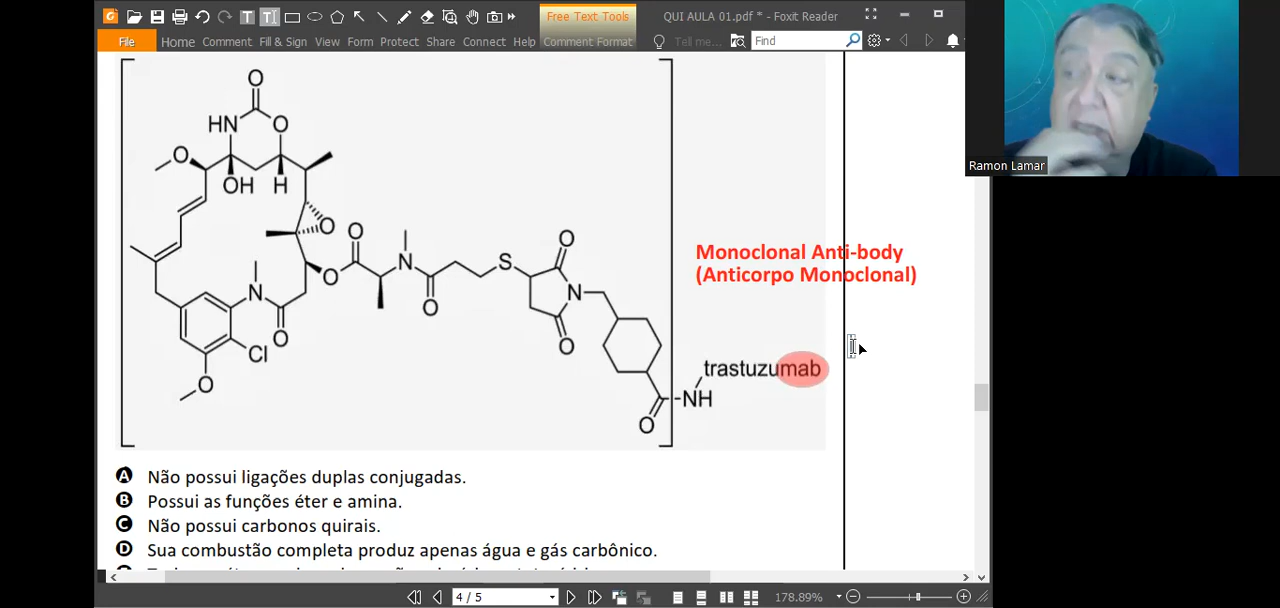 Free Text Tools
QUI AULA 01.pdf * - Foxit Reader
File
Home
Comment
Fill & Sign
View
Form
Protect
Share
Connect
Help
Comment Format
Tell me...
Find
Ramon Lamar
O
HN
O
O
OH
H
O
O
O
N
O
S
O
N
O
N
O
Cl
O
O
NH
trastuzumab
Monoclonal Anti-body
(Anticorpo Monoclonal)
A Não possui ligações duplas conjugadas.
B Possui as funções éter e amina.
C Não possui carbonos quirais.
D Sua combustão completa produz apenas água e gás carbônico.
4 / 5
178.89%